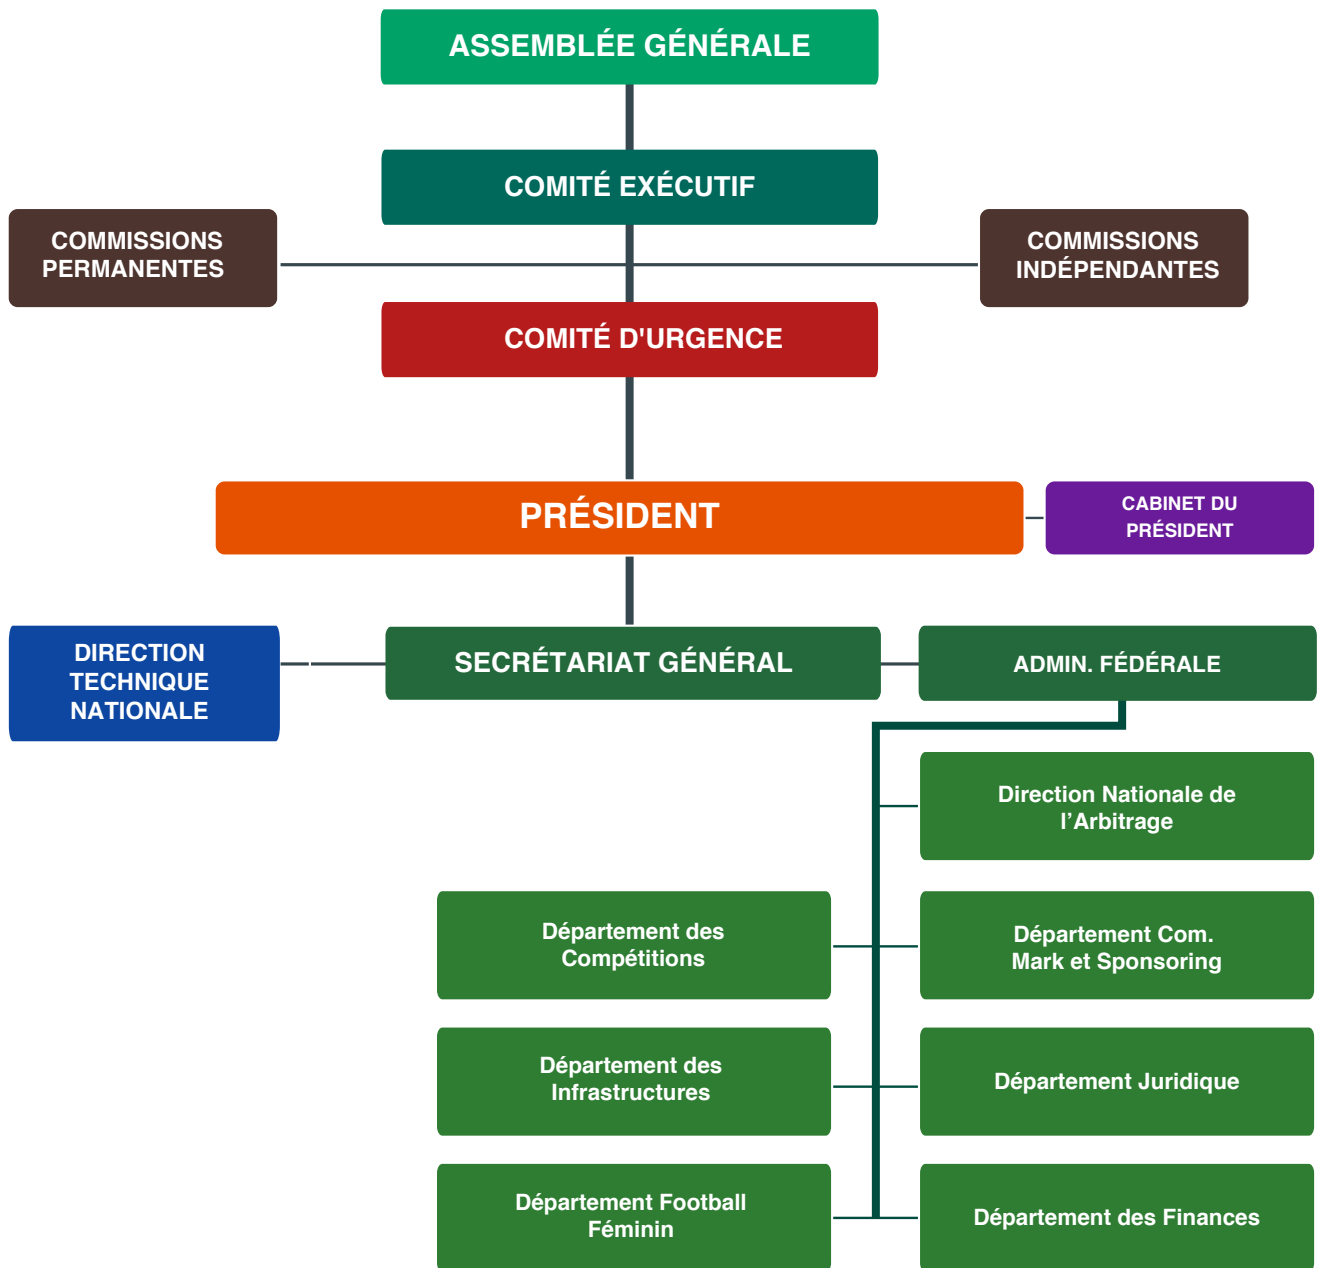 ASSEMBLÉE GÉNÉRALE
COMITÉ EXÉCUTIF
COMMISSIONS
PERMANENTES
COMMISSIONS
INDÉPENDANTES
COMITÉ D'URGENCE
PRÉSIDENT
CABINET DU
PRÉSIDENT
DIRECTION
TECHNIQUE
NATIONALE
SECRÉTARIAT GÉNÉRAL
ADMIN. FÉDÉRALE
Direction Nationale de
l’Arbitrage
Département des
Compétitions
Département Com.
Mark et Sponsoring
Département des
Infrastructures
Département Juridique
Département Football
Féminin
Département des Finances